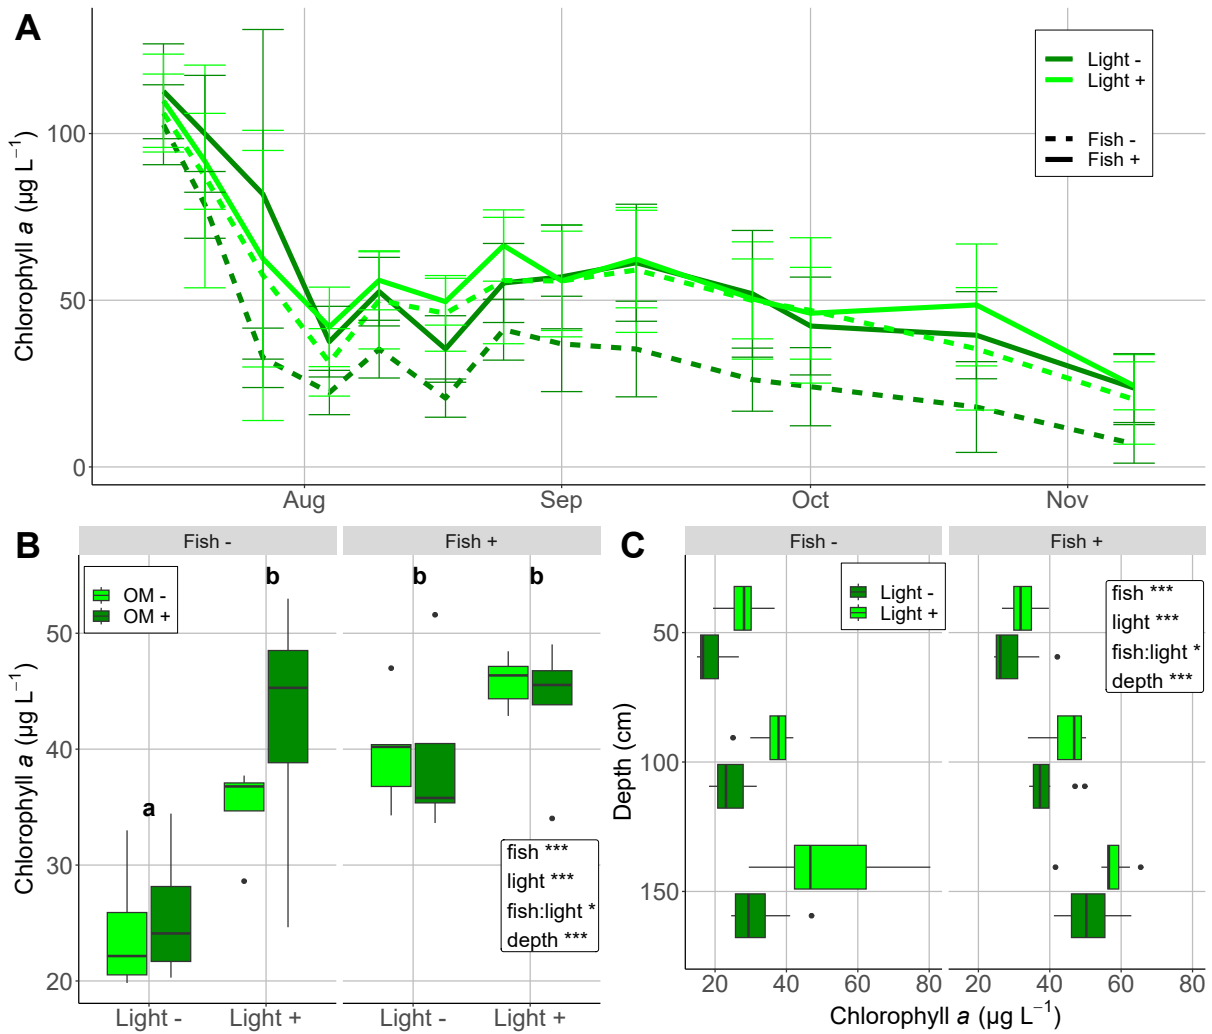 A
Chlorophyll a (µg L−1)
100
50
0
Light -
Light +
Fish -
Fish +
Aug
Sep
Oct
Nov
B
Fish -
Fish +
OM -
OM +
Chlorophyll a (µg L−1)
50
40
30
20
a
b
b
b
fish ***
light ***
fish:light *
depth ***
Light -
Light +
Light -
Light +
C
Fish -
Fish +
Light -
Light +
fish ***
light ***
fish:light *
depth ***
Depth (cm)
50
100
150
20
40
60
80
20
40
60
80
Chlorophyll a (µg L−1)